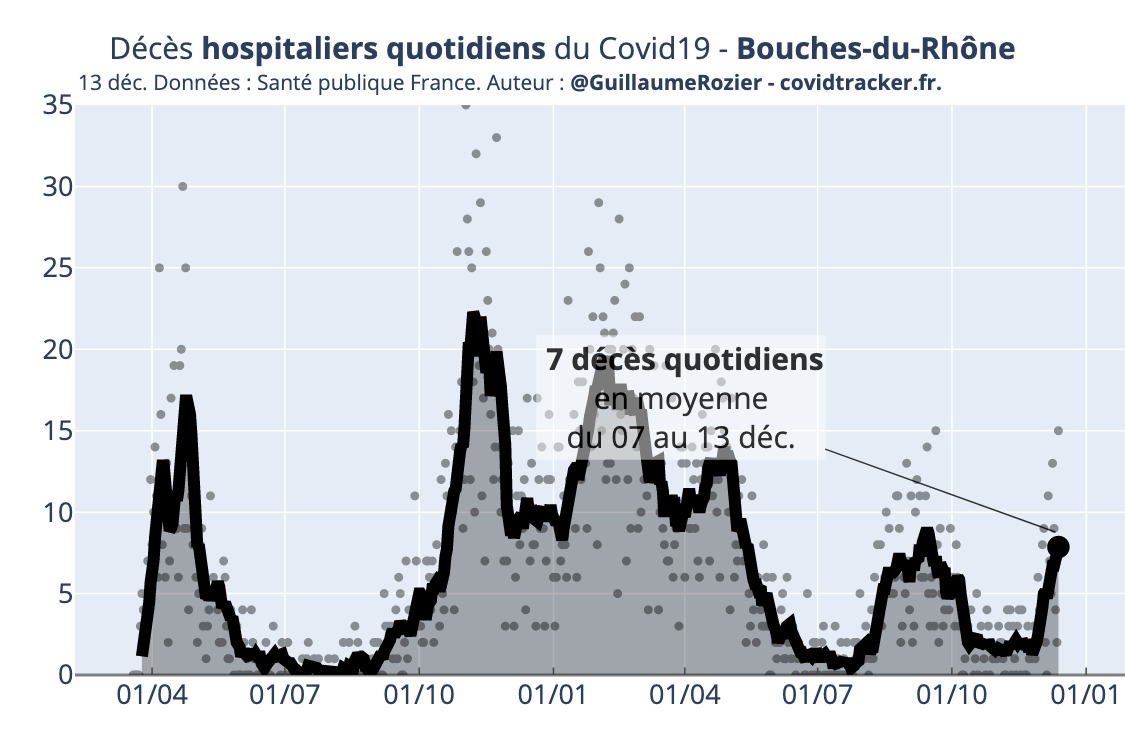 Décès hospitaliers quotidiens du Covid19 - Bouches-du-Rhône
13 déc. Données : Santé publique France. Auteur : @GuillaumeRozier - covidtracker.fr.
35
30
25
20
15
10
5
0
7 décès quotidiens
en moyenne
du 07 au 13 déc.
01/04 01/07 01/10 01/01 01/04 01/07 01/10 01/01